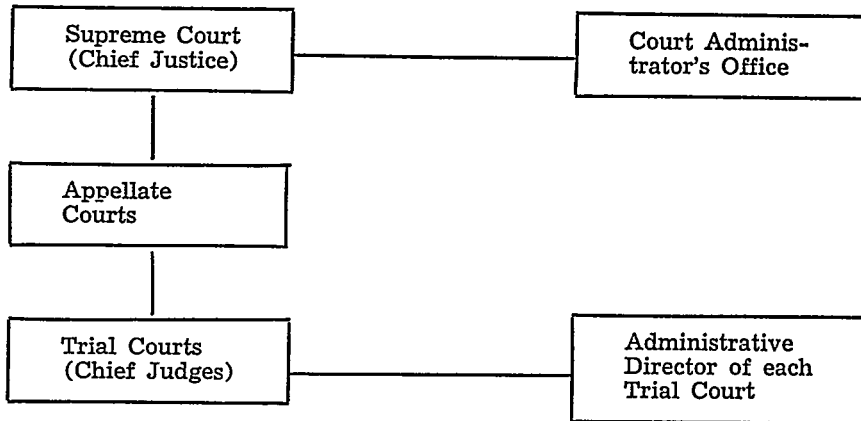 Supreme Court
(Chief Justice)
Court Adminis-
trator's Office
Appellate
Courts
Trial Courts
(Chief Judges)
Administrative
Director of each
Trial Court